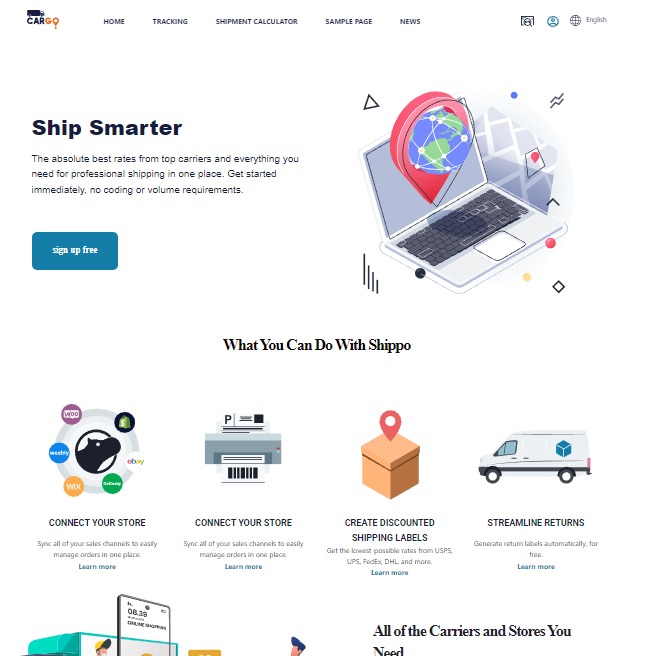 CARGO
HOME
TRACKING
SHIPMENT CALCULATOR
SAMPLE PAGE
NEWS
English
Ship Smarter
The absolute best rates from top carriers and everything you
need for professional shipping in one place. Get started
immediately, no coding or volume requirements.
sign up free
What You Can Do With Shippo
WOO
weebly
ebay
WiX
GoDaddy
P
CONNECT YOUR STORE
Sync all of your sales channels to easily
manage orders in one place.
Learn more
CONNECT YOUR STORE
Sync all of your sales channels to easily
manage orders in one place.
Learn more
CREATE DISCOUNTED
SHIPPING LABELS
Get the lowest possible rates from USPS,
UPS, FedEx, DHL, and more.
Learn more
STREAMLINE RETURNS
Generate return labels automatically, for
free.
Learn more
08.39
ONLINE SHOPPING
All of the Carriers and Stores You
Need